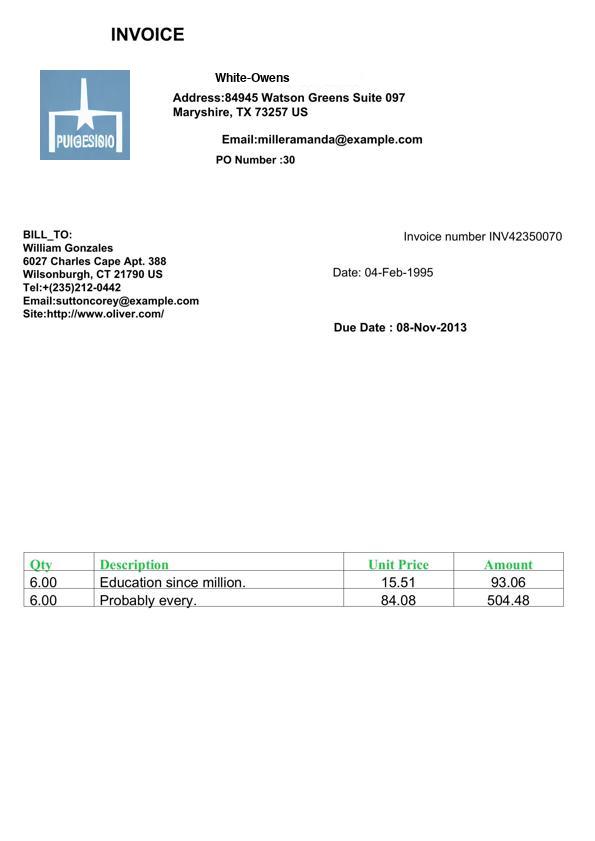 INVOICE
White-Owens
Address:84945 Watson Greens Suite 097
Maryshire, TX 73257 US
Email:milleramanda@example.com
PO Number :30
PUIGESISIO
BILL_TO:
William Gonzales
6027 Charles Cape Apt. 388
Wilsonburgh, CT 21790 US
Tel:+(235)212-0442
Email:suttoncorey@example.com
Site:http://www.oliver.com/
Invoice number INV42350070
Date: 04-Feb-1995
Due Date : 08-Nov-2013
Qty Description Unit Price Amount
6.00 Education since million. 15.51 93.06
6.00 Probably every. 84.08 504.48